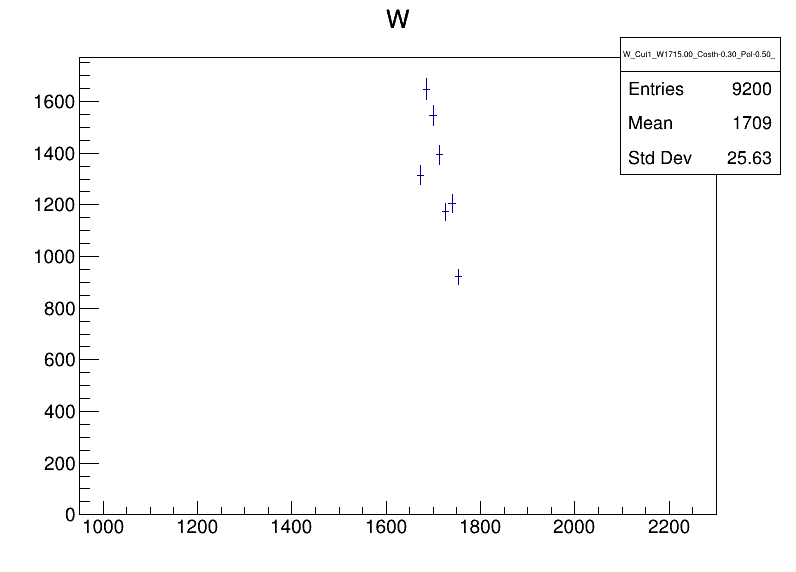 W
W_Cut1_W1715.00_Costh-0.30_Pol-0.50_
Entries 9200
Mean 1709
Std Dev 25.63
1600
1400
1200
1000
800
600
400
200
0
1000 1200 1400 1600 1800 2000 2200